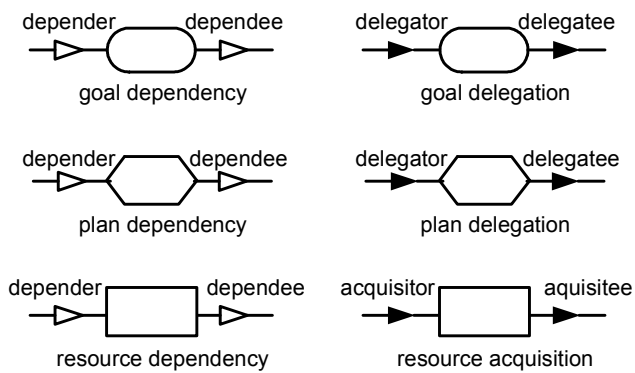 depender dependee delegator delegatee
goal dependency goal delegation
depender dependee delegator delegatee
plan dependency plan delegation
depender dependee acquisitor aquisitee
resource dependency resource acquisition